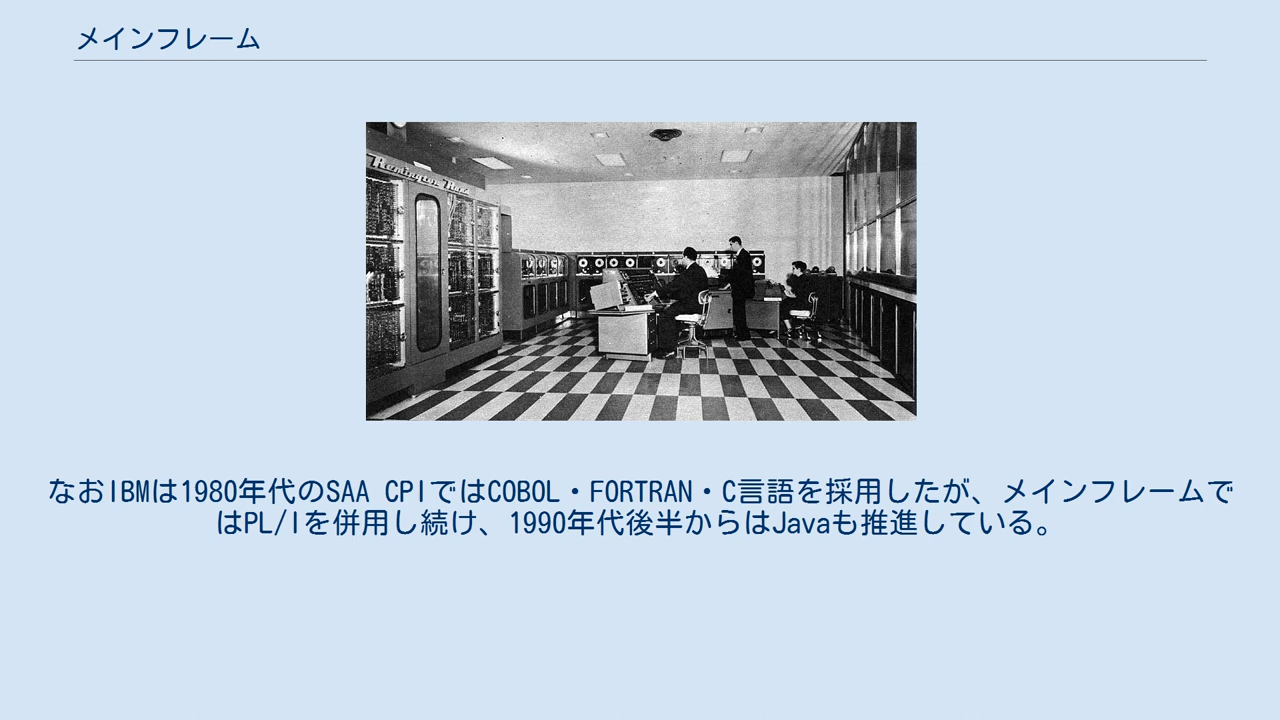 メインフレーム
Remington Rand
なおIBMは1980年代のSAA CPIではCOBOL・FORTRAN・C言語を採用したが、メインフレームで
はPL/Iを併用し続け、1990年代後半からはJavaも推進している。